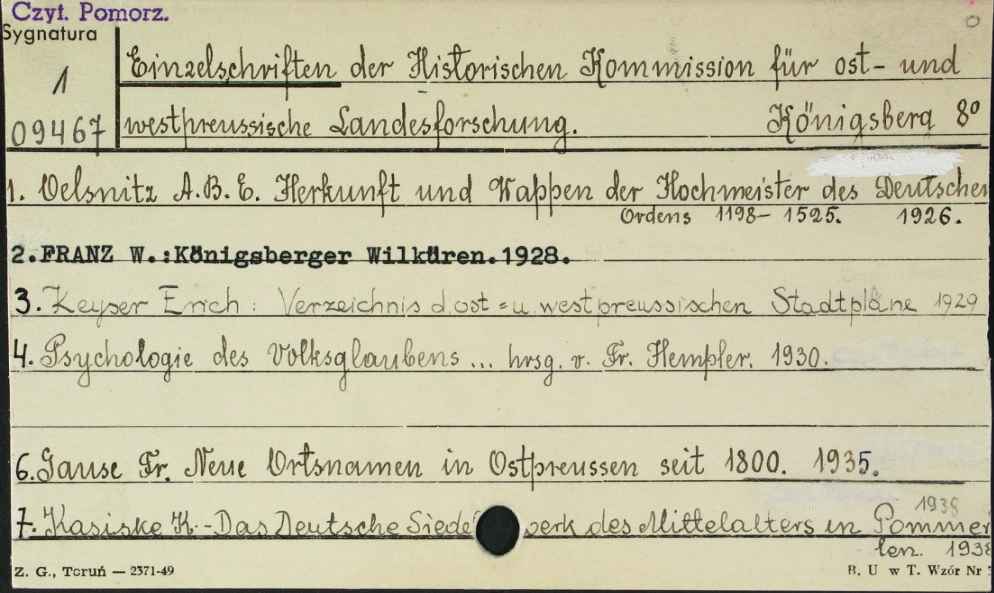 Czyt. Pomorz.
Sygnatura
1
09467
Einzelschriften der Historischen Kommission für ost- und
westpreussische Landesforschung. Königsberg 8º
1. Oelsnitz A.B.E. Herkunft und Wappen der Hochmeister des Deutschen
Ordens 1198-1525. 1926.
2.FRANZ W.:Königsberger Wilküren.1928.
3. Keyser Erich: Verzeichnis d.ost-u.westpreussischen Stadtpläne 1929
4. Psychologie des Volksglaubens... hrsg. v. Fr. Hempler. 1930.
6. Gause Fr. Neue Ortsnamen in Ostpreussen seit 1800. 1935.
7. Kasiske K.-Das Deutsche Siedel werk des Mittelalters in Pommer
1938
len. 1938
Z. G., Toruń — 2371-49
B. U w T. Wzór Nr